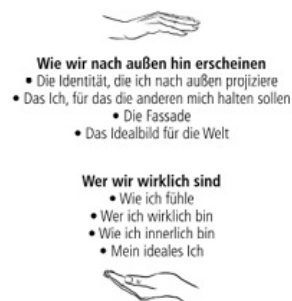 Wie wir nach außen hin erscheinen
• Die Identität, die ich nach außen projiziere
• Das Ich, für das die anderen mich halten sollen
• Die Fassade
• Das Idealbild für die Welt
Wer wir wirklich sind
• Wie ich fühle
• Wer ich wirklich bin
• Wie ich innerlich bin
• Mein ideales Ich